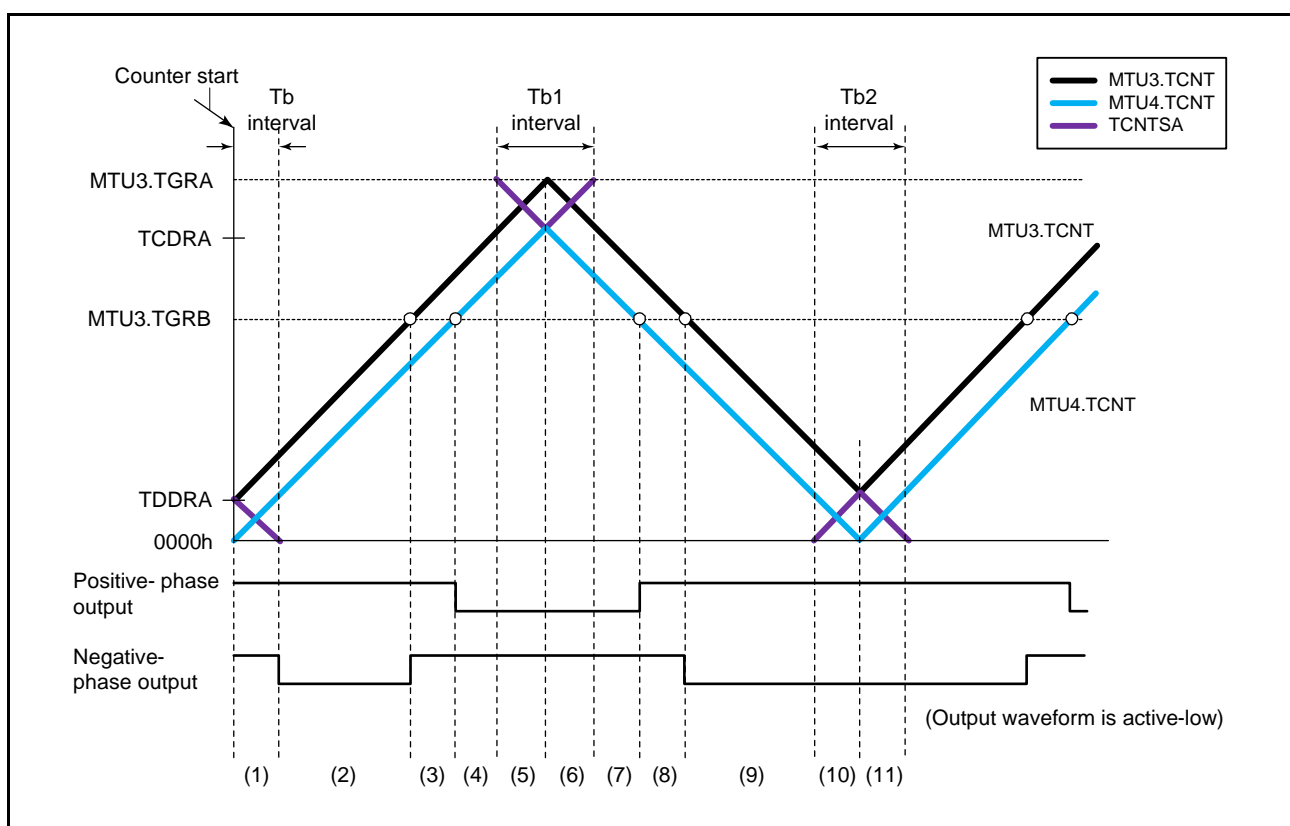 Counter start
Tb
interval
Tb1
interval
Tb2
interval
MTU3.TCNT
MTU4.TCNT
TCNTSA
MTU3.TGRA
TCDRA
MTU3.TGRB
TDDRA
0000h
MTU3.TCNT
MTU4.TCNT
Positive- phase
output
Negative-
phase output
(Output waveform is active-low)
(1) (2) (3) (4) (5) (6) (7) (8) (9) (10) (11)